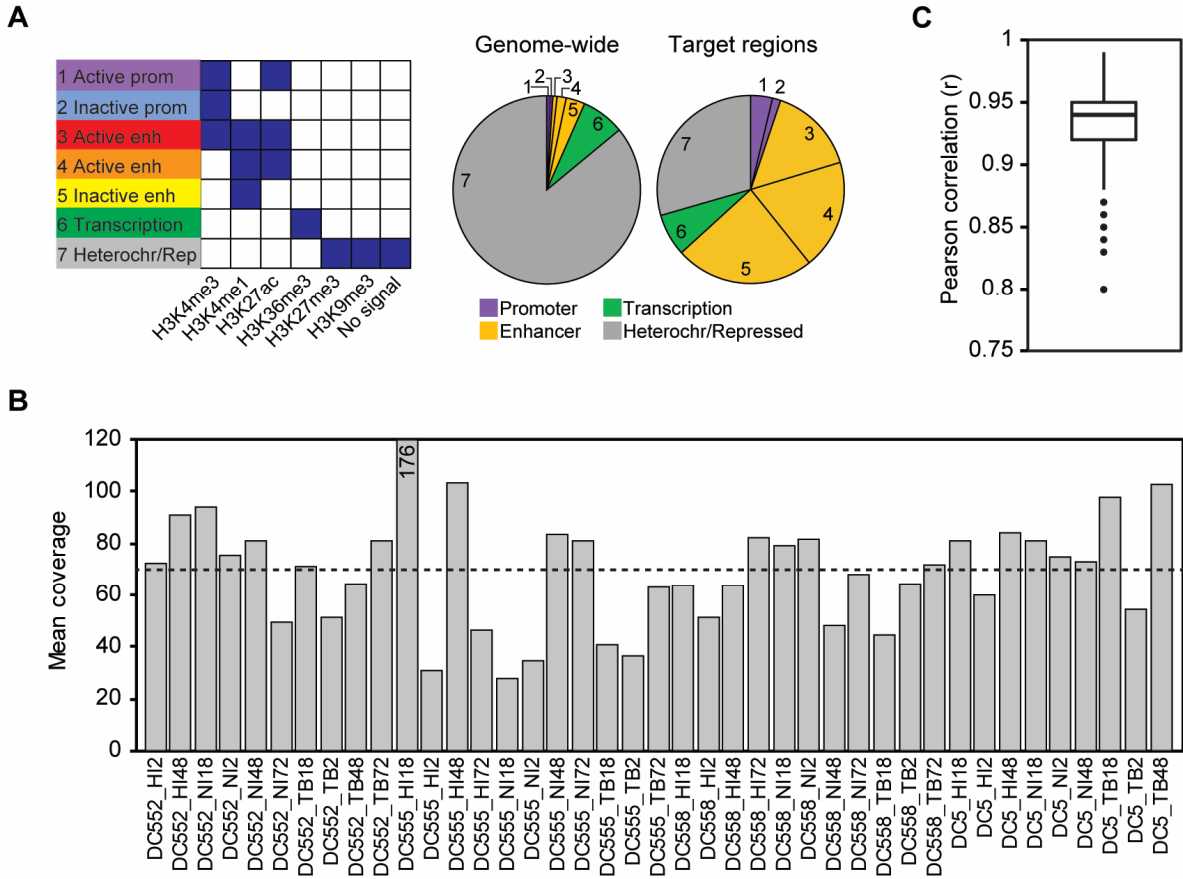 A
1 Active prom
2 Inactive prom
3 Active enh
4 Active enh
5 Inactive enh
6 Transcription
7 Heterochr/Rep
H3K4me3
H3K4me1
H3K27ac
H3K36me3
H3K27me3
H3K9me3
No signal
Genome-wide
1
2
3
4
5
6
7
Target regions
1
2
3
4
5
6
7
Promoter
Enhancer
Transcription
Heterochr/Repressed
C
Pearson correlation (r)
1
0.95
0.9
0.85
0.8
0.75
B
Mean coverage
120
100
80
60
40
20
0
176
DC552_HI2
DC552_HI48
DC552_NI18
DC552_NI2
DC552_NI48
DC552_NI72
DC552_TB18
DC552_TB2
DC552_TB48
DC552_TB72
DC555_HI18
DC555_HI2
DC555_HI48
DC555_HI72
DC555_NI18
DC555_NI2
DC555_NI48
DC555_NI72
DC555_TB18
DC555_TB2
DC555_TB72
DC558_HI18
DC558_HI2
DC558_HI48
DC558_HI72
DC558_NI18
DC558_NI2
DC558_NI48
DC558_NI72
DC558_TB18
DC558_TB2
DC558_TB72
DC5_HI18
DC5_HI2
DC5_HI48
DC5_NI18
DC5_NI2
DC5_NI48
DC5_TB18
DC5_TB2
DC5_TB48